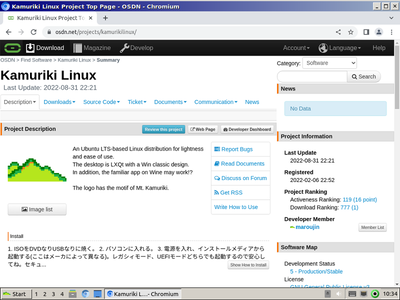 Kamuriki Linux Project Top Page - OSDN - Chromium
Kamuriki Linux Project To
osdn.net/projects/kamurikilinux/
Download
Magazine
Develop
Account
Language
Help
OSDN > Find Software > Kamuriki Linux > Summary
Category: Software
Search
Kamuriki Linux
Last Update: 2022-08-31 22:21
Description
Downloads
Source Code
Ticket
Documents
Communication
News
News
No Data
Project Description
Review this project
Web Page
Developer Dashboard
An Ubuntu LTS-based Linux distribution for lightness
and ease of use.
The desktop is LXQt with a Win classic design.
In addition, the familiar app on Wine may work!?
The logo has the motif of Mt. Kamuriki.
Image list
Report Bugs
Read Documents
Discuss on Forum
Get RSS
Write How to Use
Project Information
Last Update
2022-08-31 22:21
Registered
2022-02-06 22:52
Project Ranking
Activeness Ranking: 119 (16 point)
Download Ranking: 777 (1)
Developer Member
maroujin
Member List
Install
1. ISOをDVDなりUSBなりに焼く。 2. パソコンに入れる。 3. 電源を入れ、インストールメディアから
起動する(ここはメーカによって異なる)。レガシィモード、UEFIモードどちらでも起動するので安心し
てね。セキュ...
Show How to Install
Software Map
Development Status
5 - Production/Stable
License
GNU General Public License v3
Start
1
2
3
4
Kamuriki L...- Chromium
10:34